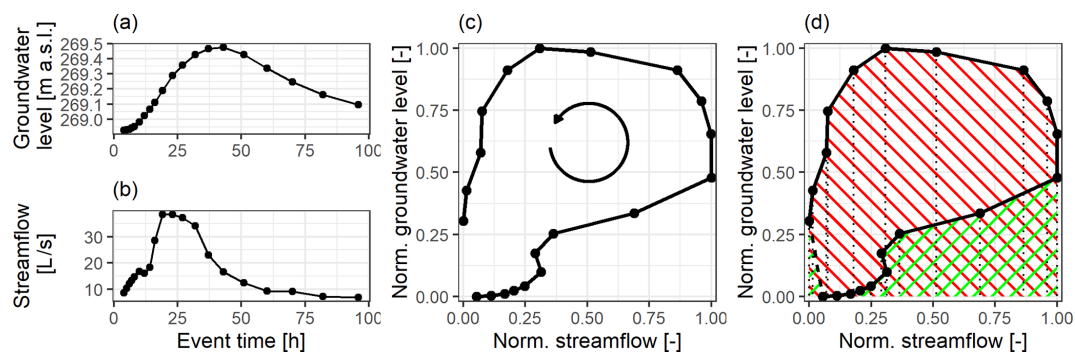 (a)
Groundwater
level [m a.s.l.]
269.5
269.4
269.3
269.2
269.1
269.0
0 25 50 75 100
(b)
Streamflow
[L/s]
30
20
10
0 25 50 75 100
Event time [h]
(c)
Norm. groundwater level [-]
1.00
0.75
0.50
0.25
0.00
0.00 0.25 0.50 0.75 1.00
Norm. streamflow [-]
(d)
Norm. groundwater level [-]
1.00
0.75
0.50
0.25
0.00
0.00 0.25 0.50 0.75 1.00
Norm. streamflow [-]